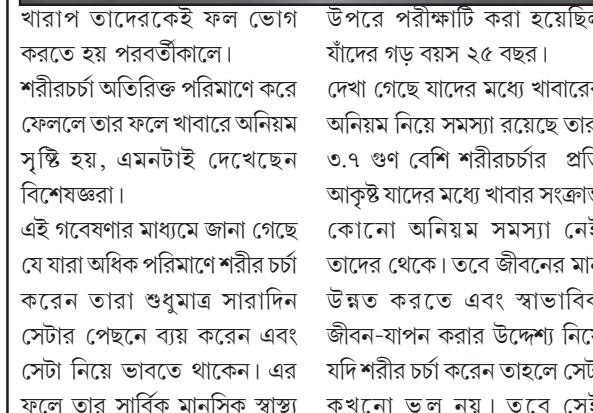 খারাপ তাদেরকেই ফল ভোগ
করতে হয় পরবর্তীকালে।
শরীরচর্চা অতিরিক্ত পরিমাণে করে
ফেললে তার ফলে খাবারে অনিয়ম
সৃষ্টি হয়, এমনটাই দেখেছেন
বিশেষজ্ঞরা।
এই গবেষণার মাধ্যমে জানা গেছে
যে যারা অধিক পরিমাণে শরীর চর্চা
করেন তারা শুধুমাত্র সারাদিন
সেটার পেছনে ব্যয় করেন এবং
সেটা নিয়ে ভাবতে থাকেন। এর
ফলে তার সার্বিক মানসিক স্বাস্থ্য
উপরে পরীক্ষাটি করা হয়েছিল
যাঁদের গড় বয়স ২৫ বছর।
দেখা গেছে যাদের মধ্যে খাবারের
অনিয়ম নিয়ে সমস্যা রয়েছে তার
৩.৭ গুণ বেশি শরীরচর্চার প্রতি
আকৃষ্ট যাদের মধ্যে খাবার সংক্রান্ত
কোনো অনিয়ম সমস্যা নেই
তাদের থেকে। তবে জীবনের মান
উন্নত করতে এবং স্বাভাবিক
জীবন-যাপন করার উদ্দেশ্য নিয়ে
যদি শরীর চর্চা করেন তাহলে সেটা
কখনো ভুল নয়। তবে সেই